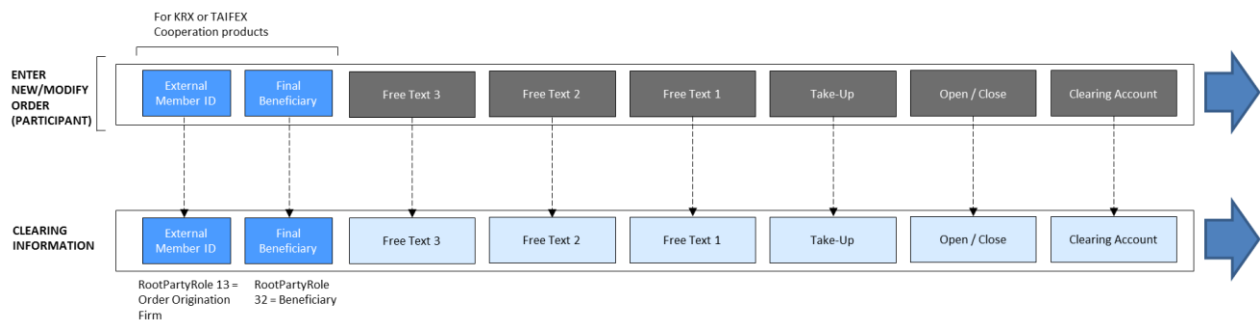 For KRX or TAIFEX
Cooperation products
ENTER
NEW/MODIFY
ORDER
(PARTICIPANT)
External
Member ID
Final
Beneficiary
Free Text 3
Free Text 2
Free Text 1
Take-Up
Open / Close
Clearing Account
CLEARING
INFORMATION
External
Member ID
Final
Beneficiary
Free Text 3
Free Text 2
Free Text 1
Take-Up
Open / Close
Clearing Account
RootPartyRole 13 =
Order Origination
Firm
RootPartyRole
32 = Beneficiary